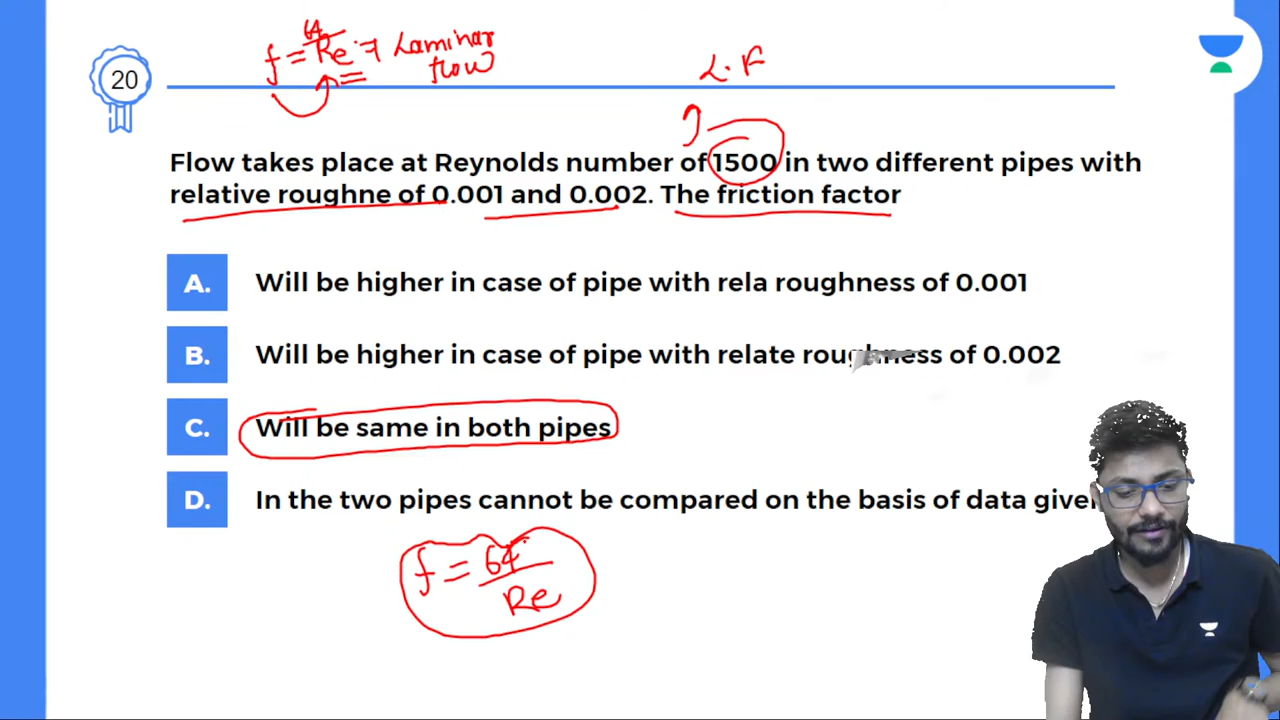 64
f = Re => Laminar
flow
20
L.F
Flow takes place at Reynolds number of 1500 in two different pipes with
relative roughne of 0.001 and 0.002. The friction factor
A. Will be higher in case of pipe with rela roughness of 0.001
B. Will be higher in case of pipe with relate roughness of 0.002
C. Will be same in both pipes
D. In the two pipes cannot be compared on the basis of data given
f = 64
Re